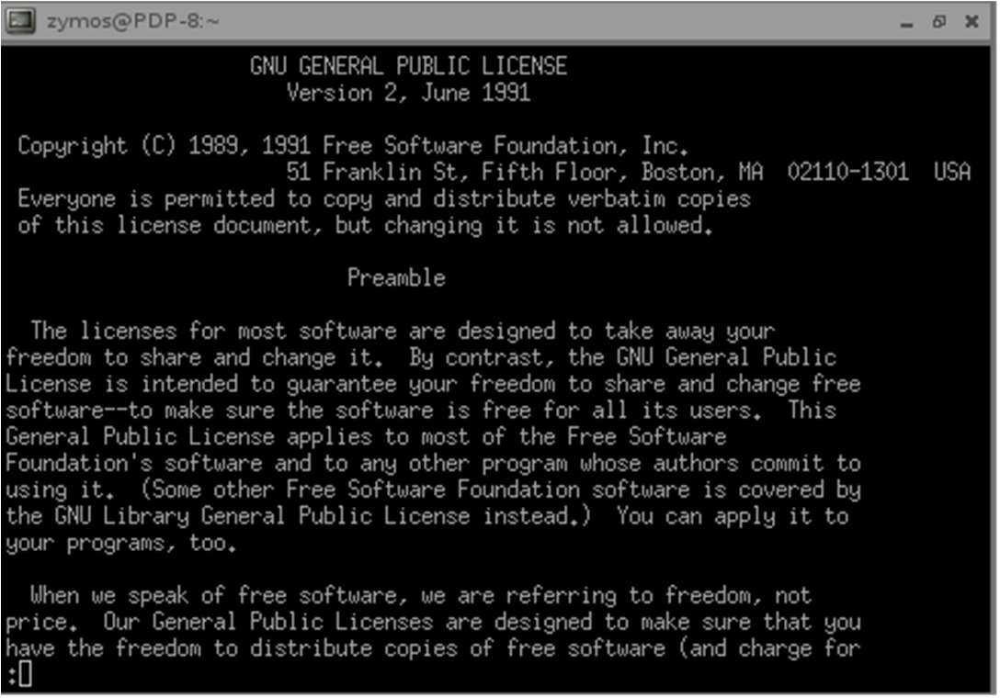 zymos@PDP-8:~
GNU GENERAL PUBLIC LICENSE
Version 2, June 1991
Copyright (C) 1989, 1991 Free Software Foundation, Inc.
51 Franklin St, Fifth Floor, Boston, MA  02110-1301  USA
Everyone is permitted to copy and distribute verbatim copies
of this license document, but changing it is not allowed.
Preamble
The licenses for most software are designed to take away your
freedom to share and change it.  By contrast, the GNU General Public
License is intended to guarantee your freedom to share and change free
software--to make sure the software is free for all its users.  This
General Public License applies to most of the Free Software
Foundation's software and to any other program whose authors commit to
using it.  (Some other Free Software Foundation software is covered by
the GNU Library General Public License instead.)  You can apply it to
your programs, too.
When we speak of free software, we are referring to freedom, not
price.  Our General Public Licenses are designed to make sure that you
have the freedom to distribute copies of free software (and charge for
: